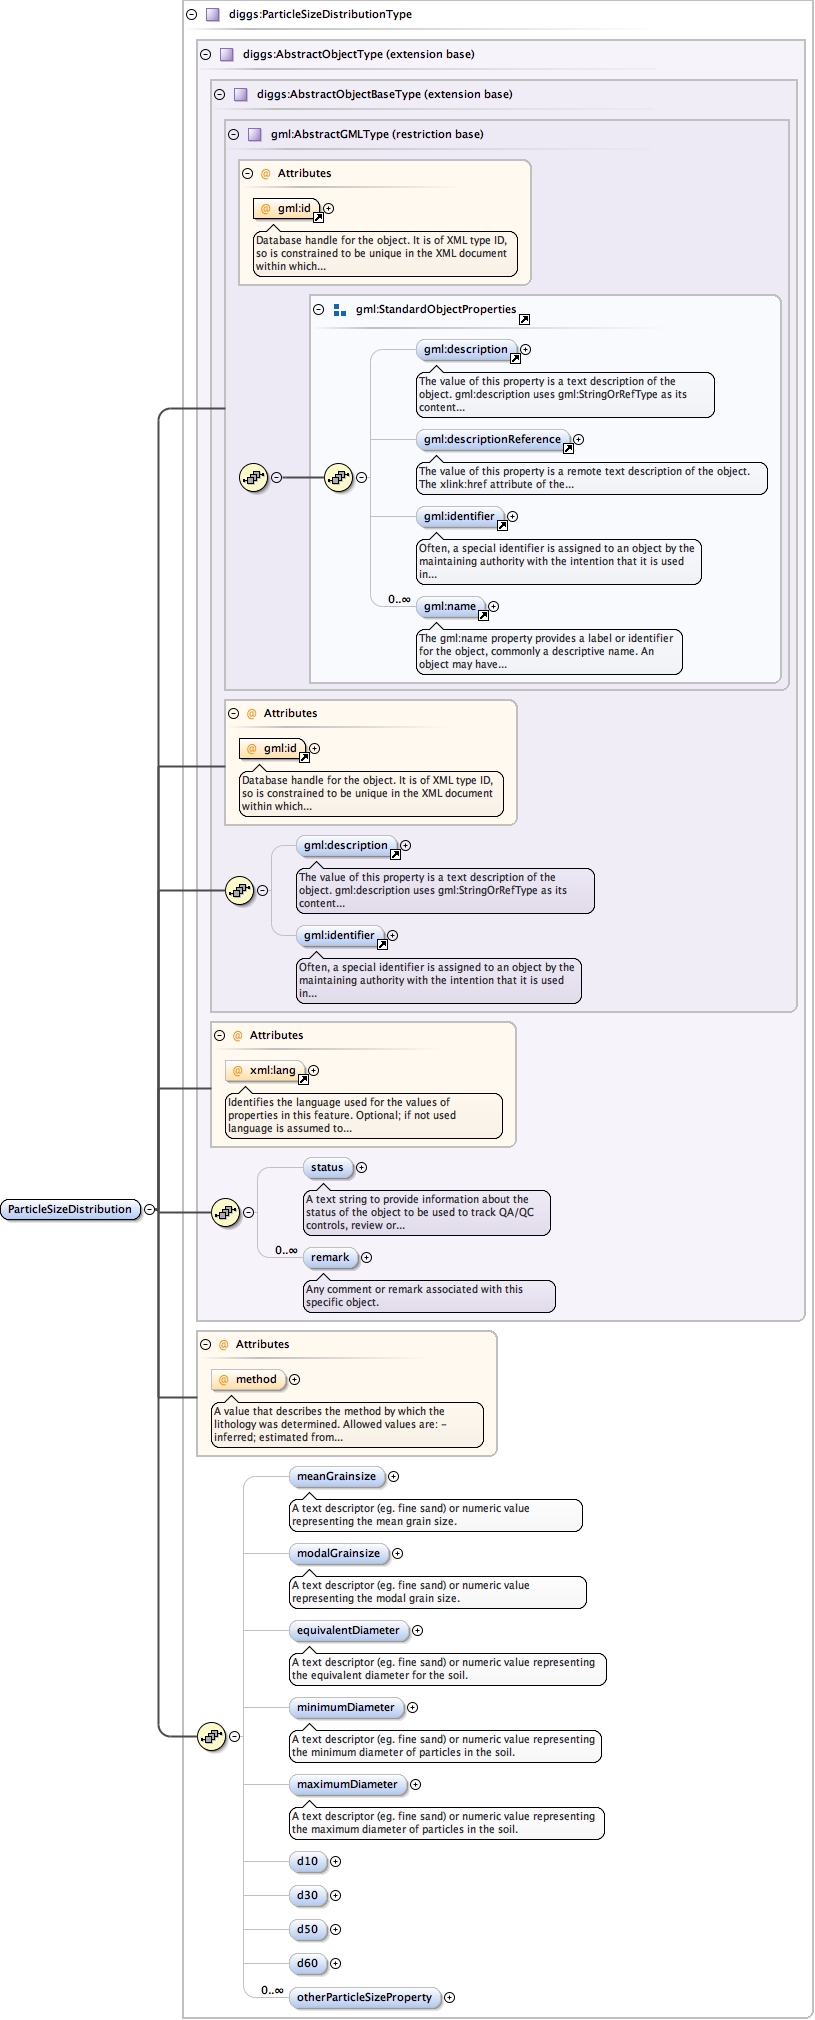 diggs:ParticleSizeDistributionType
diggs:AbstractObjectType (extension base)
diggs:AbstractObjectBaseType (extension base)
gml:AbstractGMLType (restriction base)
@ Attributes
@ gml:id
Database handle for the object. It is of XML type ID,
so is constrained to be unique in the XML document
within which...
gml:StandardObjectProperties
gml:description
The value of this property is a text description of the
object. gml:description uses gml:StringOrRefType as its
content...
gml:descriptionReference
The value of this property is a remote text description of the object.
The xlink:href attribute of the...
gml:identifier
Often, a special identifier is assigned to an object by the
maintaining authority with the intention that it is used
in...
0..∞
gml:name
The gml:name property provides a label or identifier
for the object, commonly a descriptive name. An
object may have...
@ Attributes
@ gml:id
Database handle for the object. It is of XML type ID,
so is constrained to be unique in the XML document
within which...
gml:description
The value of this property is a text description of the
object. gml:description uses gml:StringOrRefType as its
content...
gml:identifier
Often, a special identifier is assigned to an object by the
maintaining authority with the intention that it is used
in...
@ Attributes
@ xml:lang
Identifies the language used for the values of
properties in this feature. Optional; if not used
language is assumed to...
ParticleSizeDistribution
status
A text string to provide information about the
status of the object to be used to track QA/QC
controls, review or...
0..∞
remark
Any comment or remark associated with this
specific object.
@ Attributes
@ method
A value that describes the method by which the
lithology was determined. Allowed values are: –
inferred; estimated from...
meanGrainsize
A text descriptor (eg. fine sand) or numeric value
representing the mean grain size.
modalGrainsize
A text descriptor (eg. fine sand) or numeric value
representing the modal grain size.
equivalentDiameter
A text descriptor (eg. fine sand) or numeric value representing
the equivalent diameter for the soil.
minimumDiameter
A text descriptor (eg. fine sand) or numeric value representing
the minimum diameter of particles in the soil.
maximumDiameter
A text descriptor (eg. fine sand) or numeric value representing
the maximum diameter of particles in the soil.
d10
d30
d50
d60
0..∞
otherParticleSizeProperty